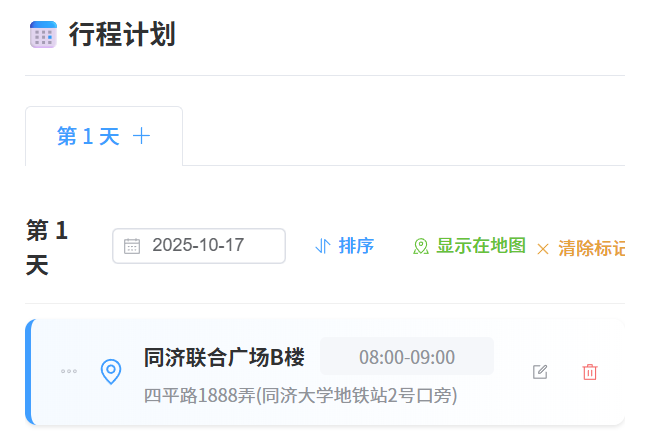 行程计划
第 1 天
第 1
天
2025-10-17
排序
显示在地图
清除标记
同济联合广场B楼
08:00-09:00
四平路1888弄(同济大学地铁站2号口旁)